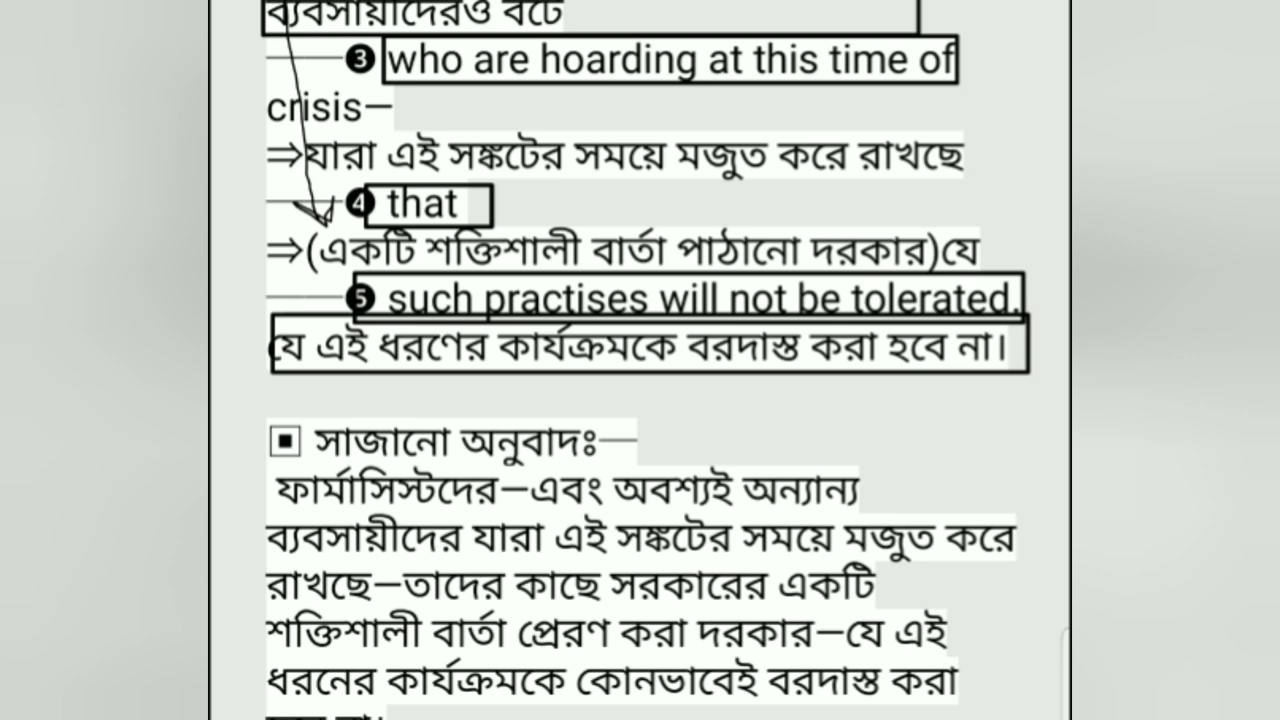 ব্যবসায়ীদেরও বটে
❸ who are hoarding at this time of
crisis—
⇒যারা এই সঙ্কটের সময়ে মজুত করে রাখছে
❹ that
⇒(একটি শক্তিশালী বার্তা পাঠানো দরকার)যে
❺ such practises will not be tolerated.
(যে এই ধরণের কার্যক্রমকে বরদাস্ত করা হবে না।
▣ সাজানো অনুবাদঃ—
ফার্মাসিস্টদের—এবং অবশ্যই অন্যান্য
ব্যবসায়ীদের যারা এই সঙ্কটের সময়ে মজুত করে
রাখছে—তাদের কাছে সরকারের একটি
শক্তিশালী বার্তা প্রেরণ করা দরকার—যে এই
ধরনের কার্যক্রমকে কোনভাবেই বরদাস্ত করা